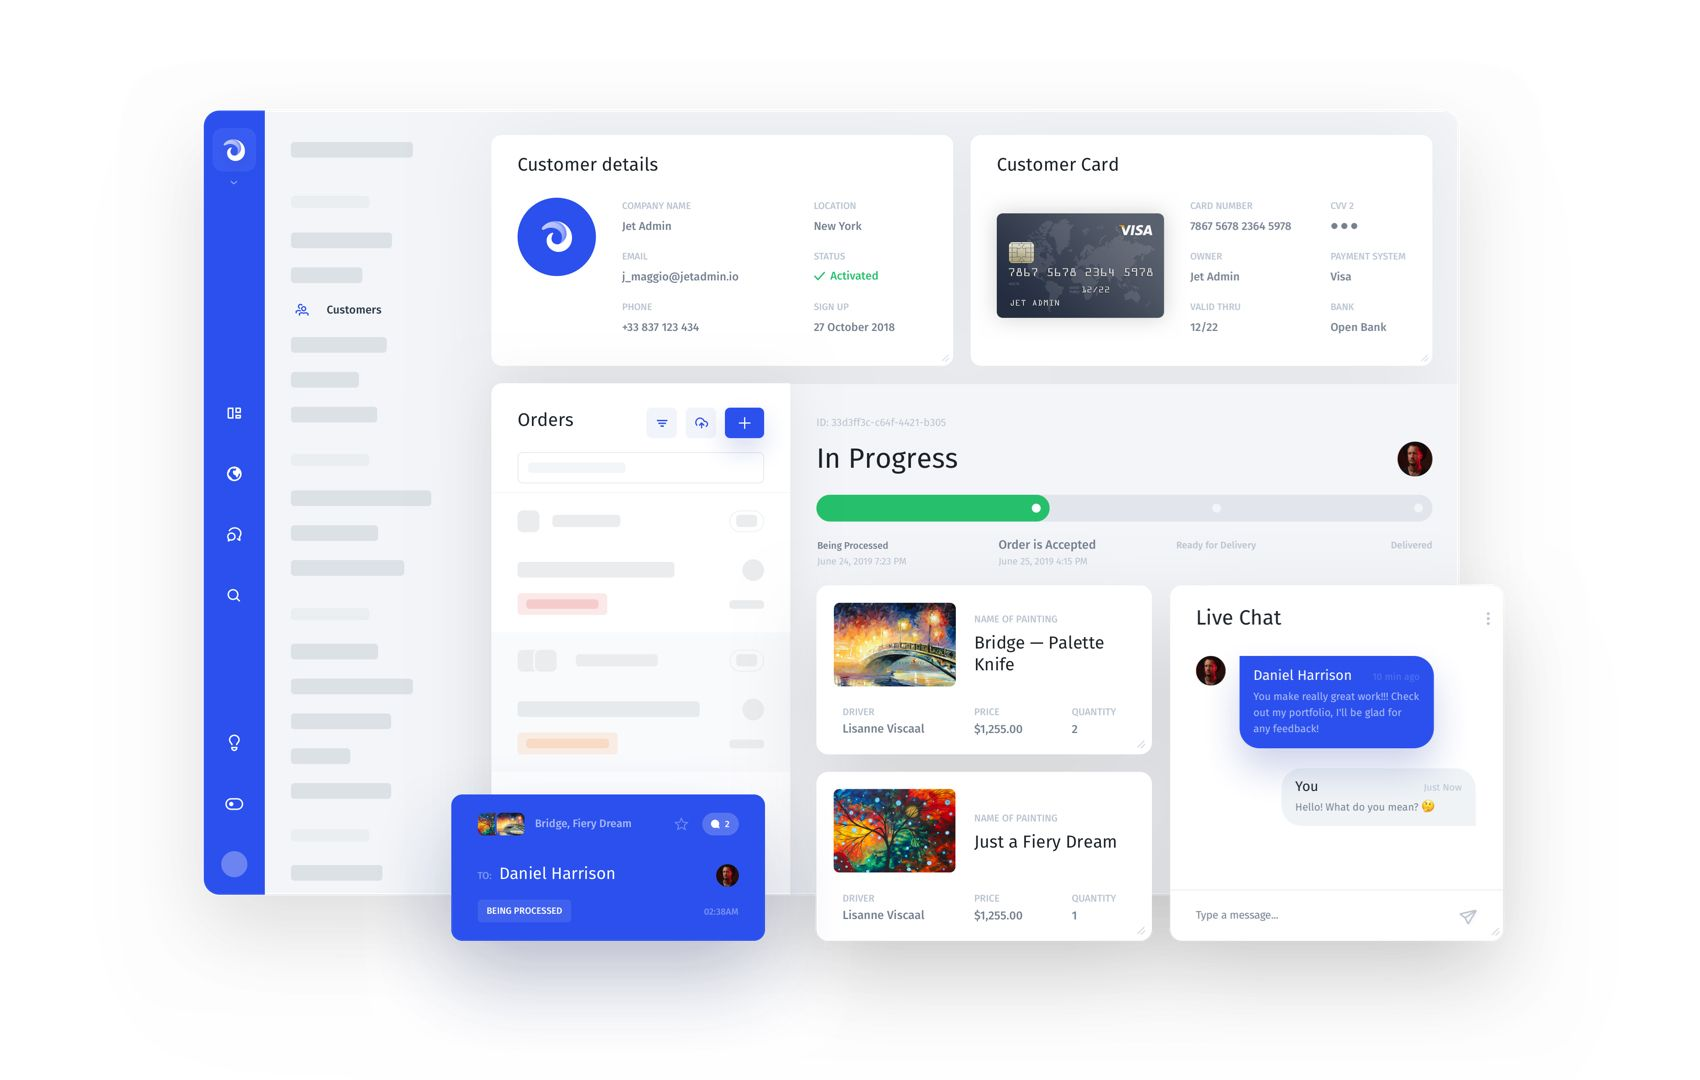 Customer details
COMPANY NAME
Jet Admin
LOCATION
New York
EMAIL
j_maggio@jetadmin.io
STATUS
Activated
PHONE
+33 837 123 434
SIGN UP
27 October 2018
Customer Card
VISA
7867 5678 2364 5978
12/22
JET ADMIN
CARD NUMBER
7867 5678 2364 5978
CVV 2
OWNER
Jet Admin
PAYMENT SYSTEM
Visa
VALID THRU
12/22
BANK
Open Bank
Customers
Orders
ID: 33d3ff3c-c64f-4421-b305
In Progress
Being Processed
June 24, 2019 7:23 PM
Order is Accepted
June 25, 2019 4:15 PM
Ready for Delivery
Delivered
NAME OF PAINTING
Bridge — Palette
Knife
DRIVER
Lisanne Viscaal
PRICE
$1,255.00
QUANTITY
2
NAME OF PAINTING
Just a Fiery Dream
DRIVER
Lisanne Viscaal
PRICE
$1,255.00
QUANTITY
1
Live Chat
Daniel Harrison 10 min ago
You make really great work!!! Check
out my portfolio, I'll be glad for
any feedback!
You Just Now
Hello! What do you mean? 🤔
Type a message...
Bridge, Fiery Dream 2
TO: Daniel Harrison
BEING PROCESSED 02:38AM